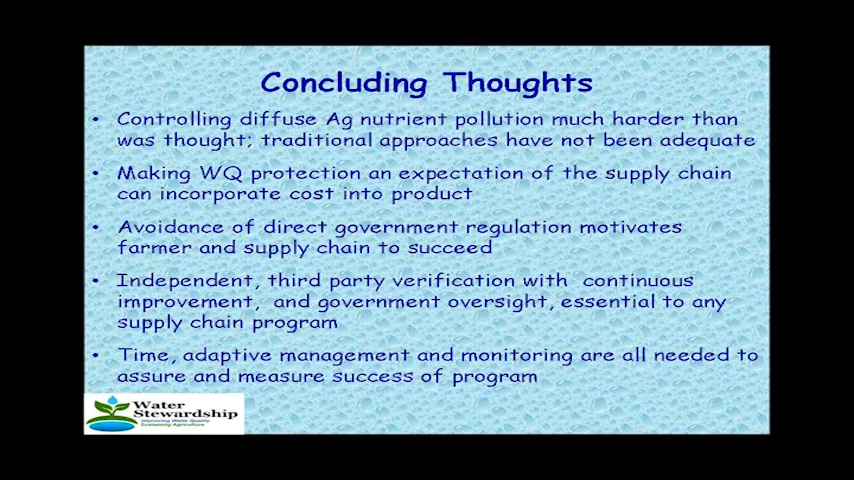 Concluding Thoughts
• Controlling diffuse Ag nutrient pollution much harder than
was thought; traditional approaches have not been adequate
• Making WQ protection an expectation of the supply chain
can incorporate cost into product
• Avoidance of direct government regulation motivates
farmer and supply chain to succeed
• Independent, third party verification with continuous
improvement, and government oversight, essential to any
supply chain program
• Time, adaptive management and monitoring are all needed to
assure and measure success of program
Water
Stewardship
Improving Water Quality
Sustaining Agriculture